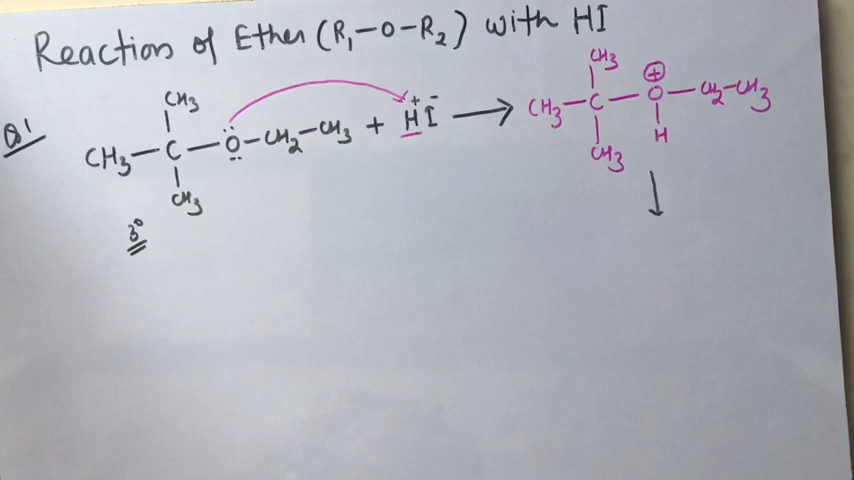 Reaction of Ether (R₁-O-R₂) with HI
Q1
CH₃
CH₃-C-Ö-CH₂-CH₃ + H⁺I⁻ →
CH₃
3°
CH₃
CH₃-C-O-CH₂-CH₃
⊕
H
CH₃
↓